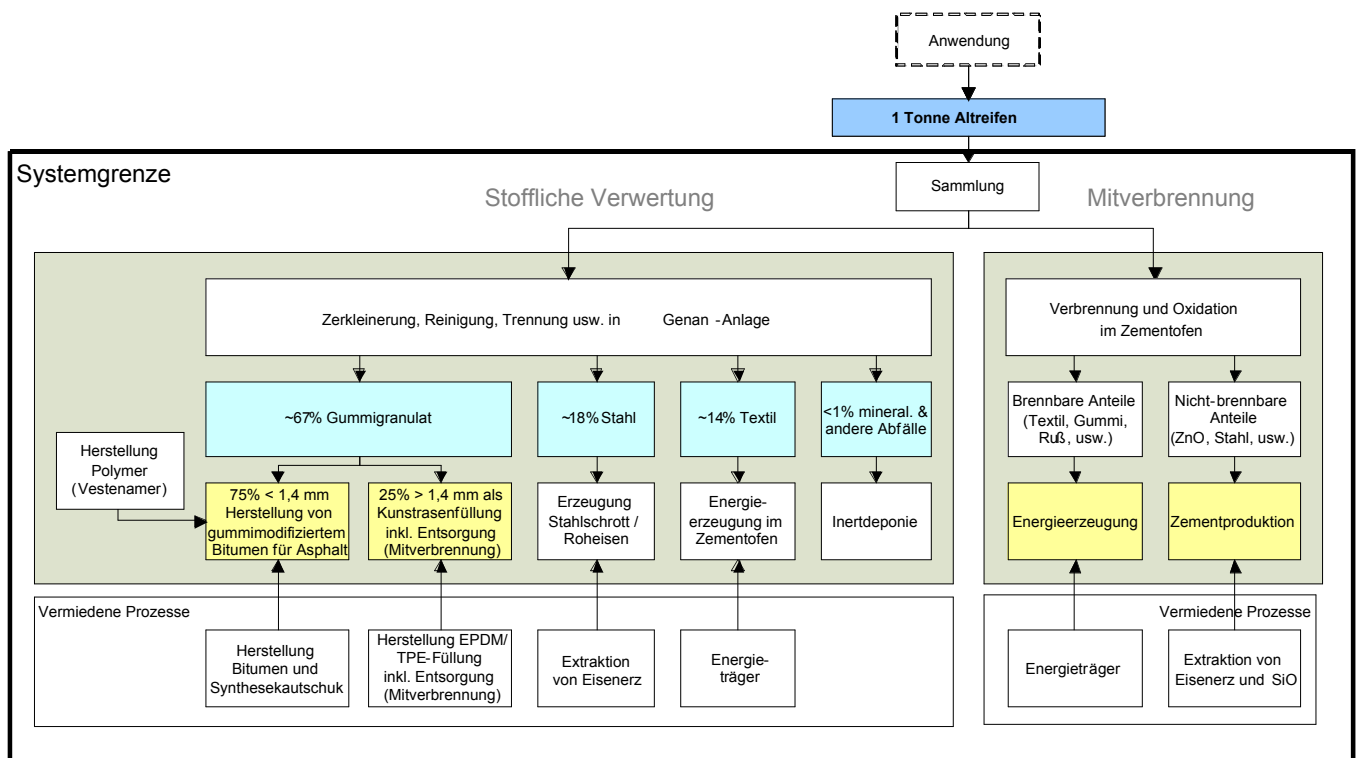 Anwendung
1 Tonne Altreifen
Systemgrenze
Sammlung
Stoffliche Verwertung
Mitverbrennung
Zerkleinerung, Reinigung, Trennung usw. in Genan -Anlage
Verbrennung und Oxidation
im Zementofen
~67% Gummigranulat
~18% Stahl
~14% Textil
<1% mineral. &
andere Abfälle
Brennbare Anteile
(Textil, Gummi,
Ruß, usw.)
Nicht-brennbare
Anteile
(ZnO, Stahl, usw.)
Herstellung
Polymer
(Vestenamer)
75% < 1,4 mm
Herstellung von
gummimodifiziertem
Bitumen für Asphalt
25% > 1,4 mm als
Kunstrasenfüllung
inkl. Entsorgung
(Mitverbrennung)
Erzeugung
Stahlschrott /
Roheisen
Energie-
erzeugung im
Zementofen
Inertdeponie
Energieerzeugung
Zementproduktion
Vermiedene Prozesse
Vermiedene Prozesse
Herstellung
Bitumen und
Synthesekautschuk
Herstellung EPDM/
TPE-Füllung
inkl. Entsorgung
(Mitverbrennung)
Extraktion
von Eisenerz
Energie-
träger
Energieträger
Extraktion von
Eisenerz und SiO